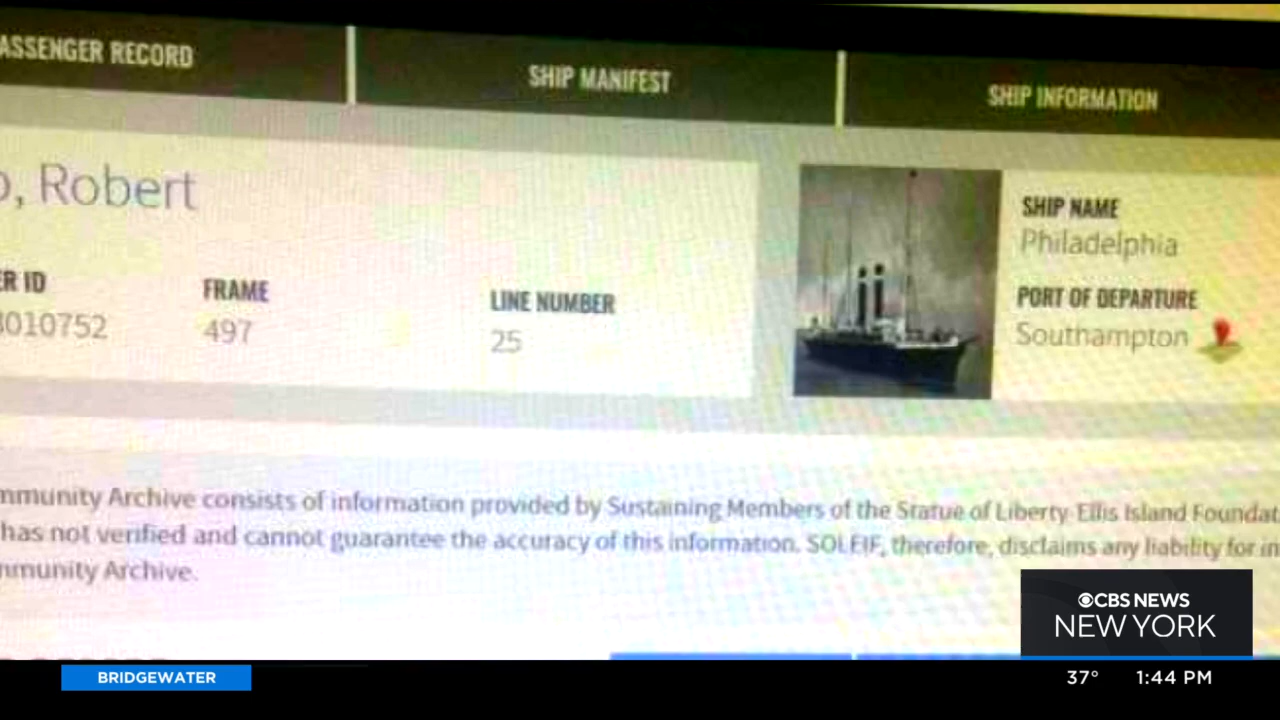 ASSENGER RECORD
SHIP MANIFEST
SHIP INFORMATION
, Robert
ER ID
010752
FRAME
497
LINE NUMBER
25
SHIP NAME
Philadelphia
PORT OF DEPARTURE
Southampton
mmunity Archive consists of information provided by Sustaining Members of the Statue of Liberty Ellis Island Foundat
has not verified and cannot guarantee the accuracy of this information. SOLEIF, therefore, disclaims any liability for in
mmunity Archive.
CBS NEWS
NEW YORK
BRIDGEWATER
37° 1:44 PM